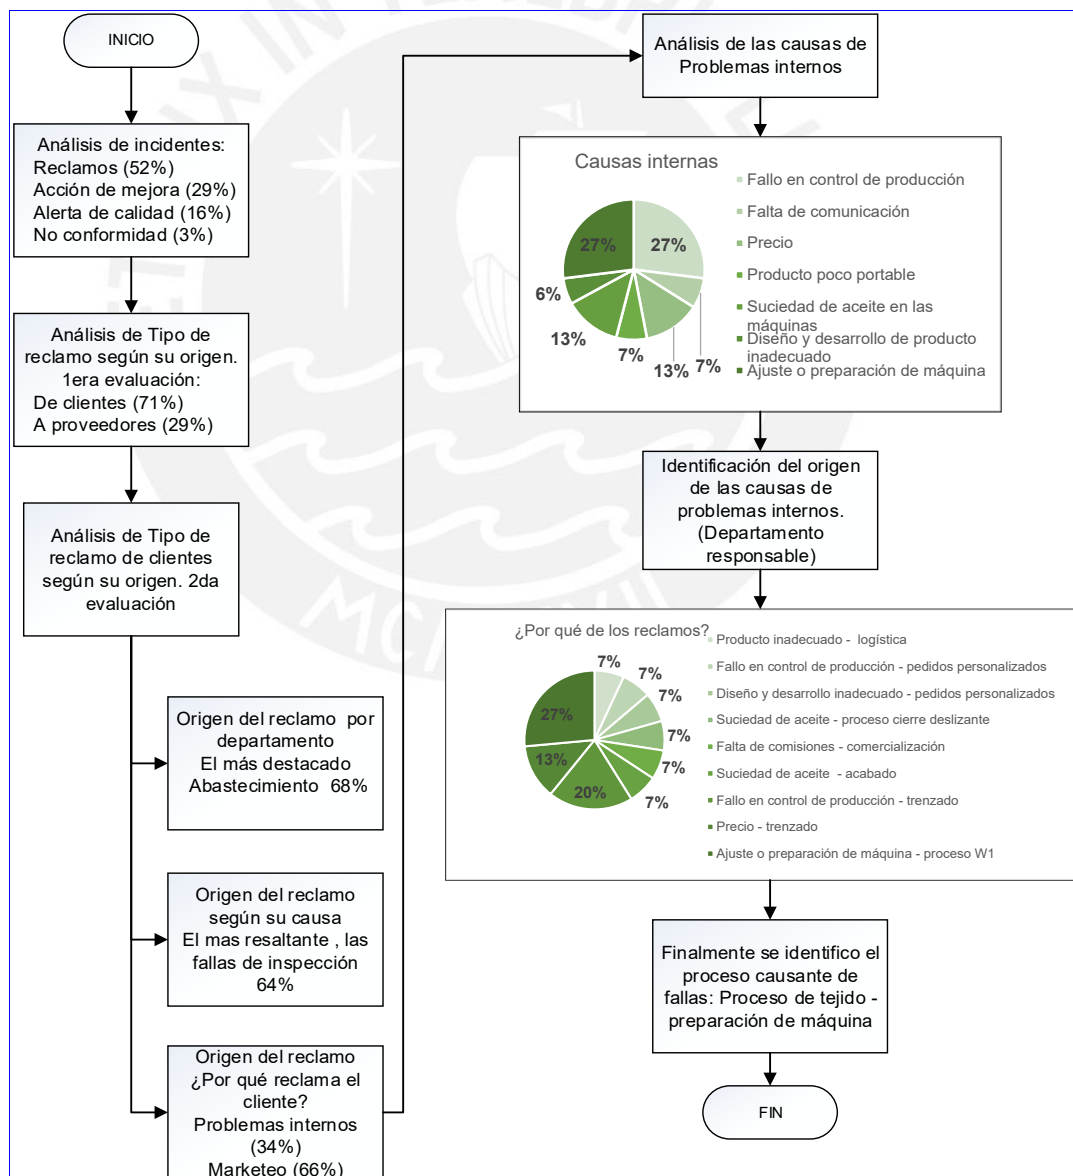 INICIO
Análisis de incidentes:
Reclamos (52%)
Acción de mejora (29%)
Alerta de calidad (16%)
No conformidad (3%)
Análisis de Tipo de
reclamo según su origen.
1era evaluación:
De clientes (71%)
A proveedores (29%)
Análisis de Tipo de
reclamo de clientes
según su origen. 2da
evaluación
Origen del reclamo por
departamento
El más destacado
Abastecimiento 68%
Origen del reclamo
según su causa
El mas resaltante , las
fallas de inspección
64%
Origen del reclamo
¿Por qué reclama el
cliente?
Problemas internos
(34%)
Marketeo (66%)
Análisis de las causas de
Problemas internos
Causas internas
27%
7%
13%
7%
13%
6%
27%
Fallo en control de producción
Falta de comunicación
Precio
Producto poco portable
Suciedad de aceite en las
máquinas
Diseño y desarrollo de producto
inadecuado
Ajuste o preparación de máquina
Identificación del origen
de las causas de
problemas internos.
(Departamento
responsable)
¿Por qué de los reclamos?
7%
7%
7%
7%
7%
7%
20%
13%
27%
Producto inadecuado - logística
Fallo en control de producción - pedidos personalizados
Diseño y desarrollo inadecuado - pedidos personalizados
Suciedad de aceite - proceso cierre deslizante
Falta de comisiones - comercialización
Suciedad de aceite - acabado
Fallo en control de producción - trenzado
Precio - trenzado
Ajuste o preparación de máquina - proceso W1
Finalmente se identifico el
proceso causante de
fallas: Proceso de tejido -
preparación de máquina
FIN